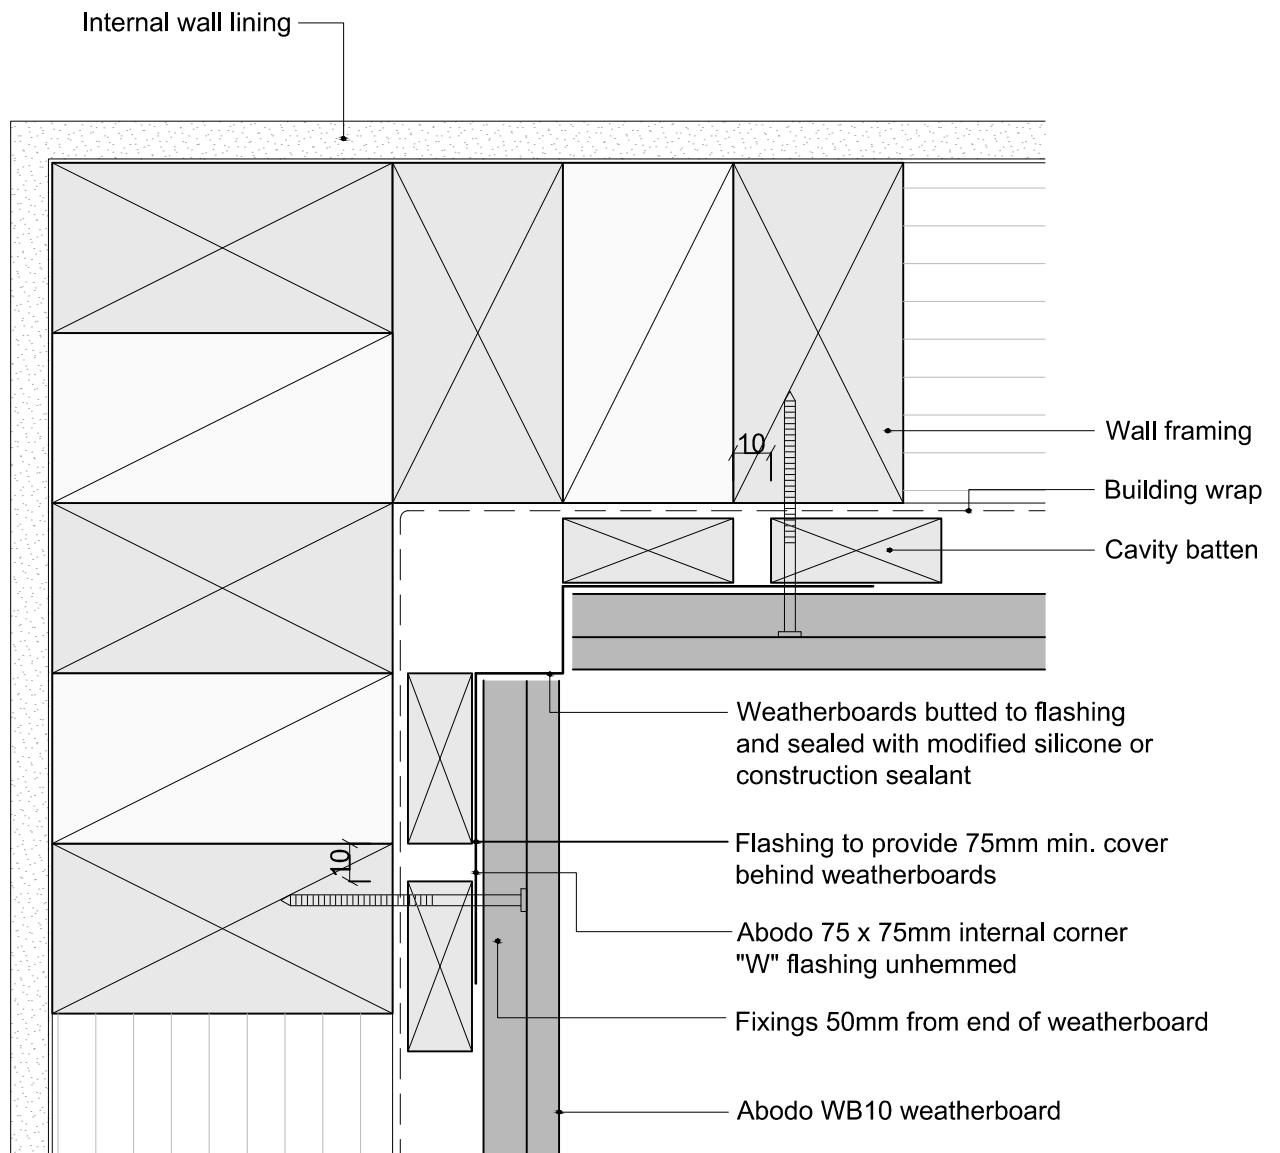 Internal wall lining
10
Wall framing
Building wrap
Cavity batten
Weatherboards butted to flashing
and sealed with modified silicone or
construction sealant
Flashing to provide 75mm min. cover
behind weatherboards
10
Abodo 75 x 75mm internal corner
"W" flashing unhemmed
Fixings 50mm from end of weatherboard
Abodo WB10 weatherboard